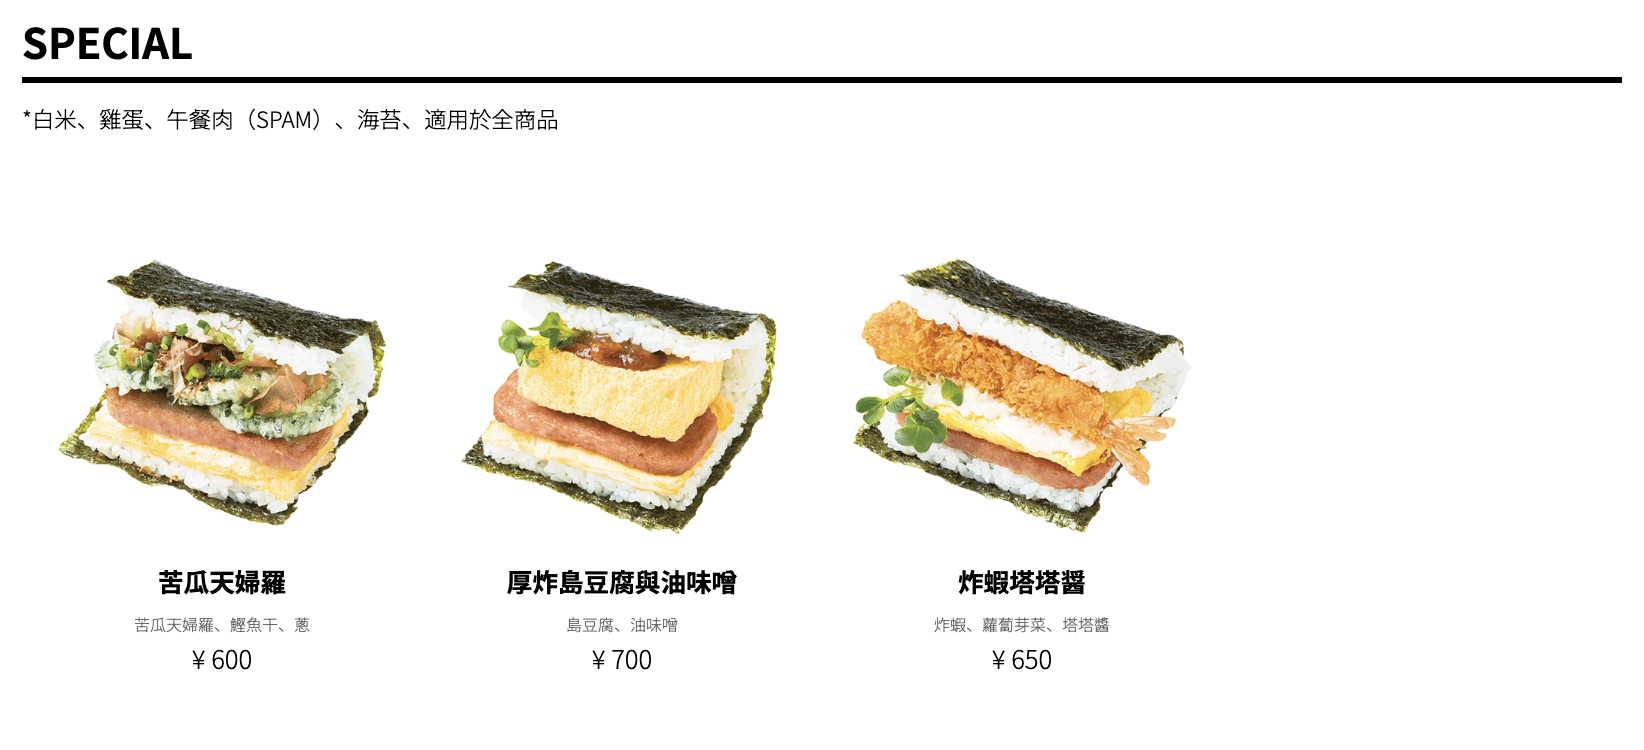 SPECIAL
*白米、雞蛋、午餐肉（SPAM）、海苔、適用於全商品
苦瓜天婦羅
苦瓜天婦羅、鰹魚干、蔥
¥ 600
厚炸島豆腐與油味噌
島豆腐、油味噌
¥ 700
炸蝦塔塔醤
炸蝦、蘿蔔芽菜、塔塔醬
¥ 650